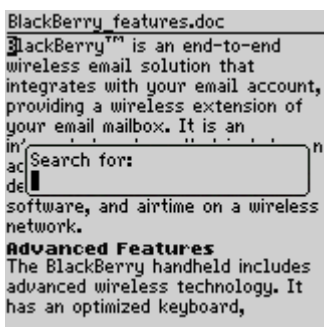 BlackBerry_features.doc
BlackBerry™ is an end-to-end
wireless email solution that
integrates with your email account,
providing a wireless extension of
your email mailbox. It is an
Search for:
software, and airtime on a wireless
network.
Advanced Features
The BlackBerry handheld includes
advanced wireless technology. It
has an optimized keyboard,